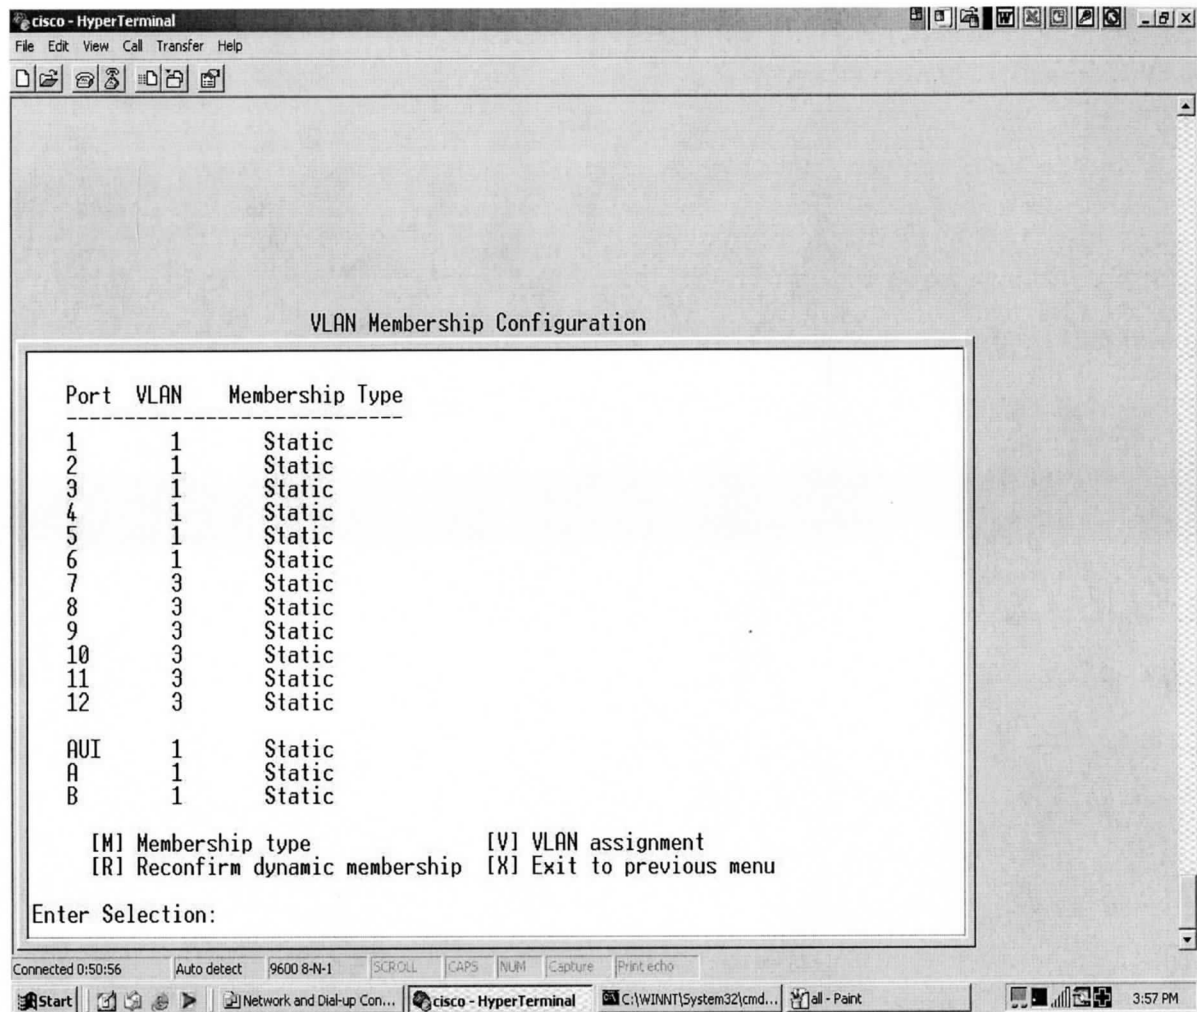 cisco - HyperTerminal
File Edit View Call Transfer Help
VLAN Membership Configuration
Port VLAN Membership Type
----------------------------------
1 1 Static
2 1 Static
3 1 Static
4 1 Static
5 1 Static
6 1 Static
7 3 Static
8 3 Static
9 3 Static
10 3 Static
11 3 Static
12 3 Static
AUI 1 Static
A 1 Static
B 1 Static
[M] Membership type [V] VLAN assignment
[R] Reconfirm dynamic membership [X] Exit to previous menu
Enter Selection:
Connected 0:50:56 Auto detect 9600 8-N-1 SCROLL CAPS NUM Capture Print echo
Start Network and Dial-up Con... cisco - HyperTerminal C:\WINNT\System32\cmd... all - Paint 3:57 PM